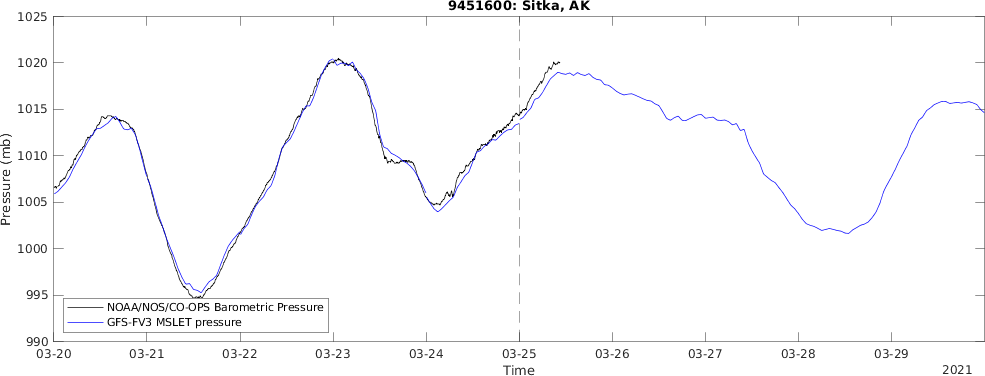 9451600: Sitka, AK
Pressure (mb)
1025
1020
1015
1010
1005
1000
995
990
NOAA/NOS/CO-OPS Barometric Pressure
GFS-FV3 MSLET pressure
03-20 03-21 03-22 03-23 03-24 03-25 03-26 03-27 03-28 03-29
Time
2021